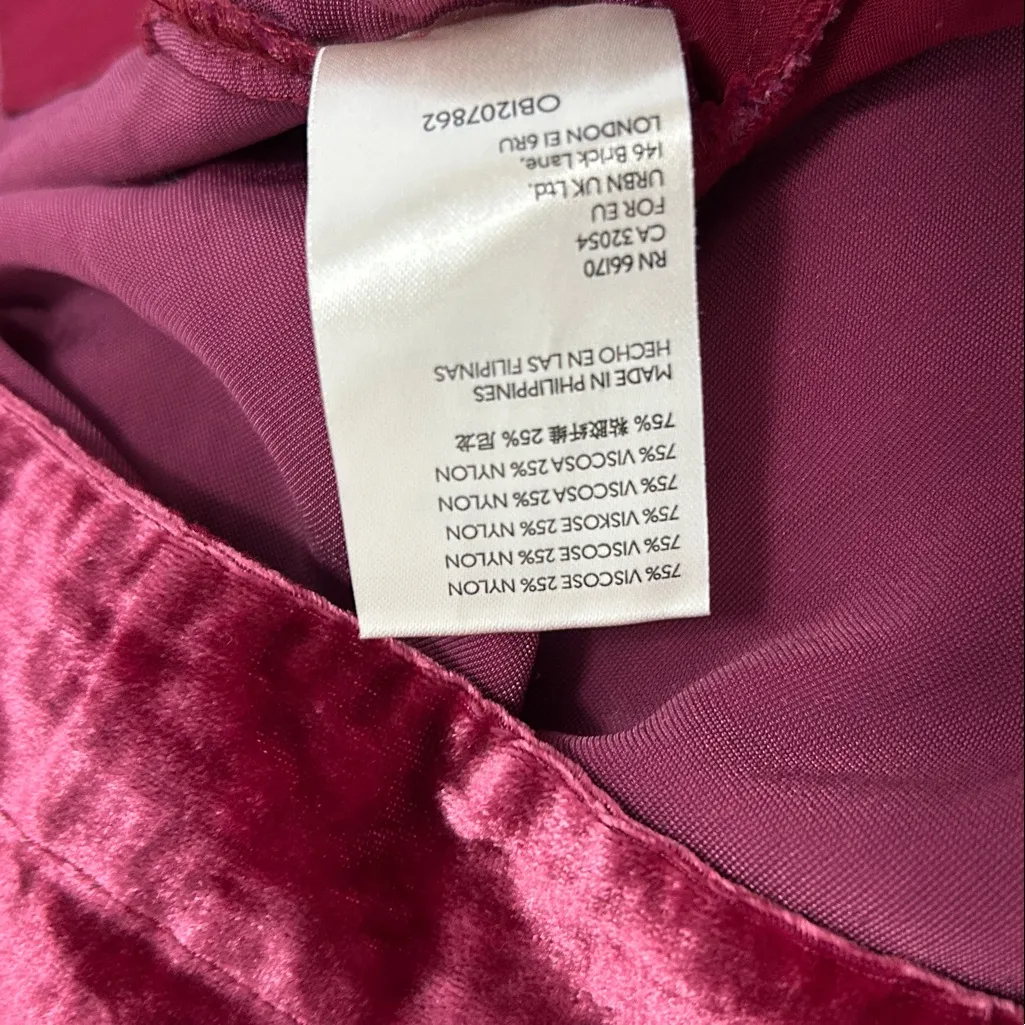 75% VISCOSE 25% NYLON
75% VISCOSE 25% NYLON
75% VISKOSE 25% NYLON
75% VISCOSA 25% NYLON
75% VISCOSA 25% NYLON
75% 粘胶纤维 25% 尼龙
MADE IN PHILIPPINES
HECHO EN LAS FILIPINAS
RN 66170
CA 32054
FOR EU
URBN UK Ltd.
146 Brick Lane,
LONDON E1 6RU
OBI207862